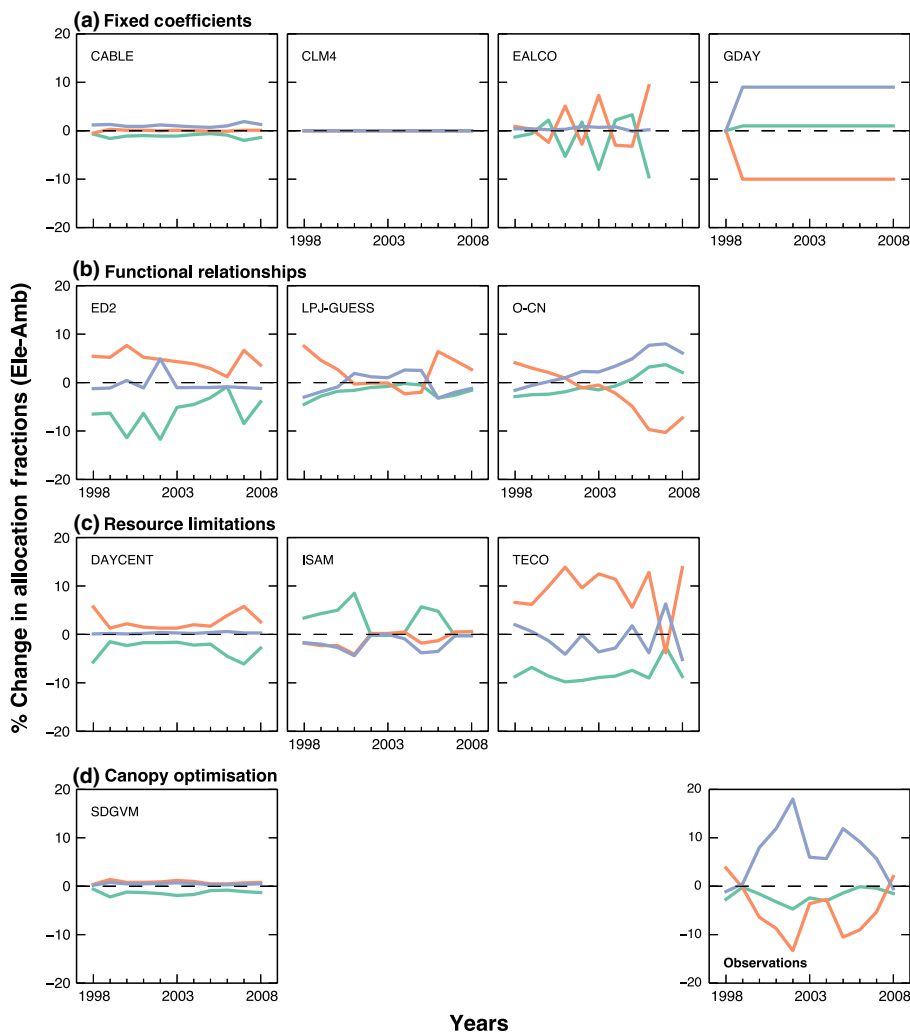 (a) Fixed coefficients
20
10
0
−10
−20
CABLE
CLM4
EALCO
GDAY
1998
2003
2008
1998
2003
2008
(b) Functional relationships
20
10
0
−10
−20
ED2
LPJ-GUESS
O-CN
1998
2003
2008
1998
2003
2008
(c) Resource limitations
20
10
0
−10
−20
DAYCENT
ISAM
TECO
1998
2003
2008
1998
2003
2008
(d) Canopy optimisation
20
10
0
−10
−20
SDGVM
1998
2003
2008
20
10
0
−10
−20
Observations
1998
2003
2008
% Change in allocation fractions (Ele–Amb)
Years